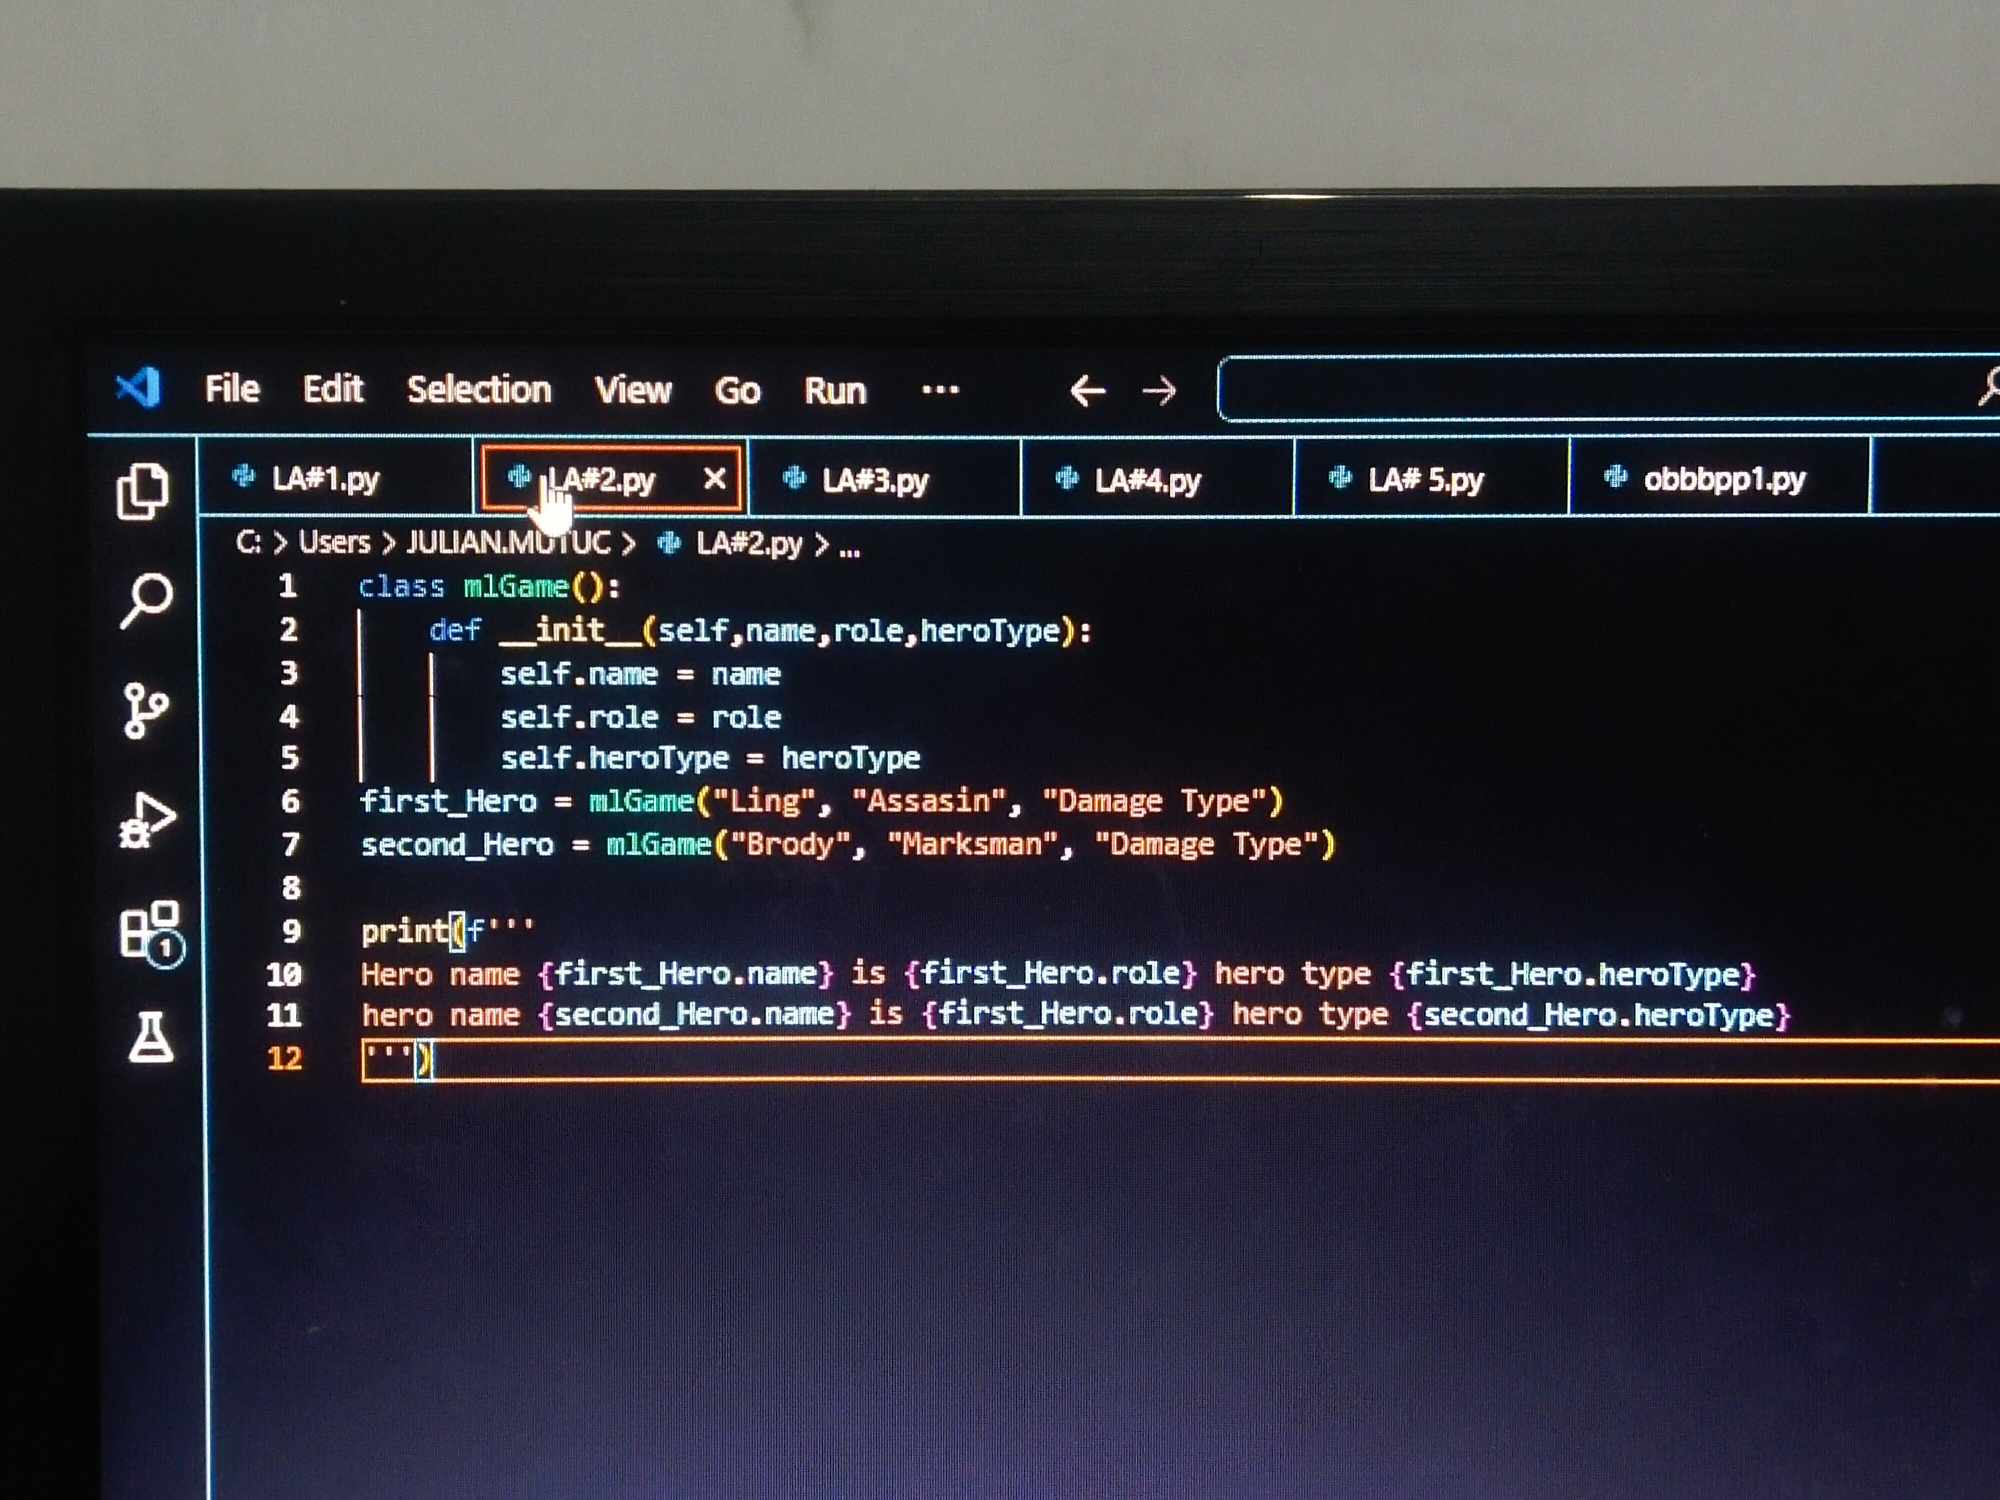 File Edit Selection View Go Run ...
LA#1.py LA#2.py LA#3.py LA#4.py LA# 5.py obbbpp1.py
C: > Users > JULIAN.MUTUC > LA#2.py > ...
1 class mlGame():
2     def __init__(self,name,role,heroType):
3         self.name = name
4         self.role = role
5         self.heroType = heroType
6 first_Hero = mlGame("Ling", "Assasin", "Damage Type")
7 second_Hero = mlGame("Brody", "Marksman", "Damage Type")
8
9 print(f'''
10 Hero name {first_Hero.name} is {first_Hero.role} hero type {first_Hero.heroType}
11 hero name {second_Hero.name} is {first_Hero.role} hero type {second_Hero.heroType}
12 ''')
1